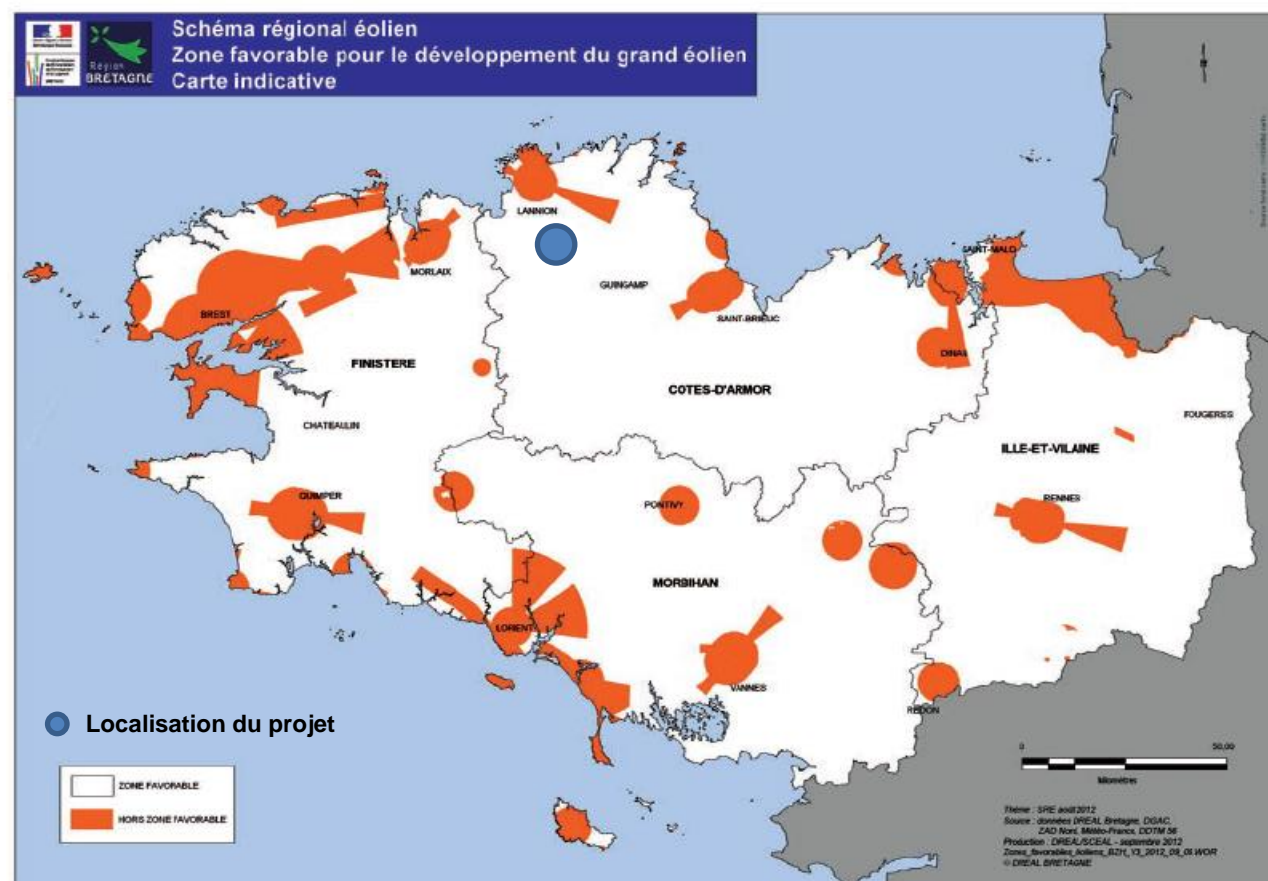 Schéma régional éolien
Zone favorable pour le développement du grand éolien
Carte indicative
Région
BRETAGNE
LANNION
MORLAIX
SAINT-MALO
GUINGAMP
SAINT-BRIEUC
BREST
DINAN
FINISTERE
COTES-D'ARMOR
CHATEAULIN
FOUGERES
ILLE-ET-VILAINE
QUIMPER
PONTIVY
RENNES
MORBIHAN
LORIENT
VANNES
REDON
Localisation du projet
ZONE FAVORABLE
HORS ZONE FAVORABLE
0 50,00
kilomètres
Thème : SRE août 2012
Source : données DREAL Bretagne, DGAC,
ZAD Nord, Météo-France, DDTM 56
Production : DREAL/SCEAL - septembre 2012
© DREAL BRETAGNE